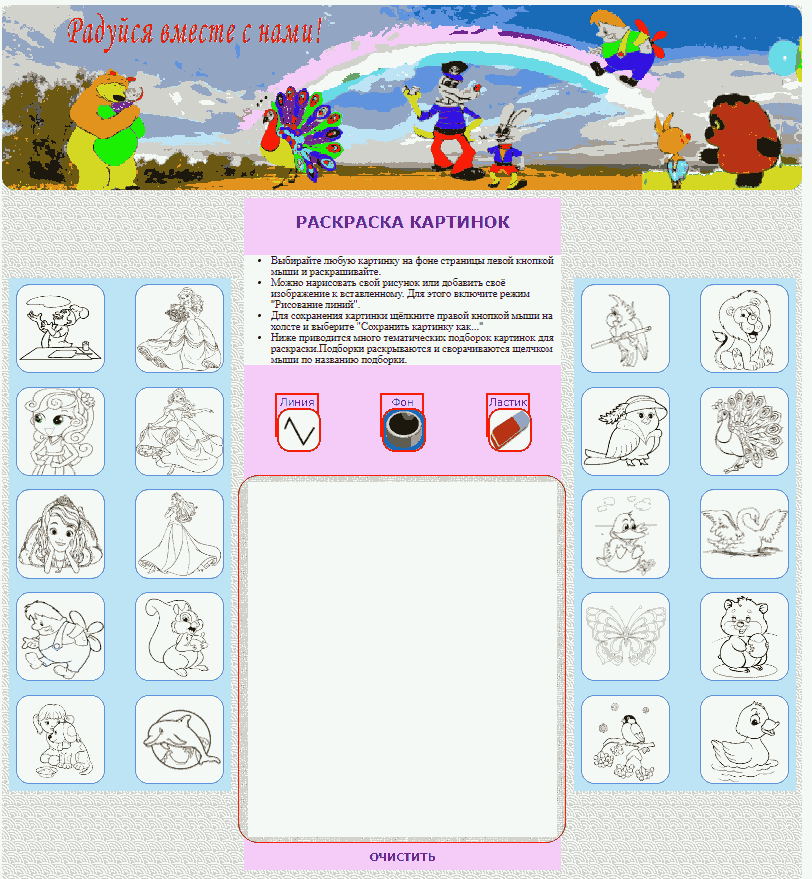 Радуйся вместе с нами!
РАСКРАСКА КАРТИНОК
• Выбирайте любую картинку на фоне страницы левой кнопкой
мыши и раскрашивайте.
• Можно нарисовать свой рисунок или добавить своё
изображение к вставленному. Для этого включите режим
"Рисование линий".
• Для сохранения картинки щёлкните правой кнопкой мыши на
холсте и выберите "Сохранить картинку как..."
• Ниже приводится много тематических подборок картинок для
раскраски.Подборки раскрываются и сворачиваются щелчком
мыши по названию подборки.
Линия
Фон
Ластик
ОЧИСТИТЬ